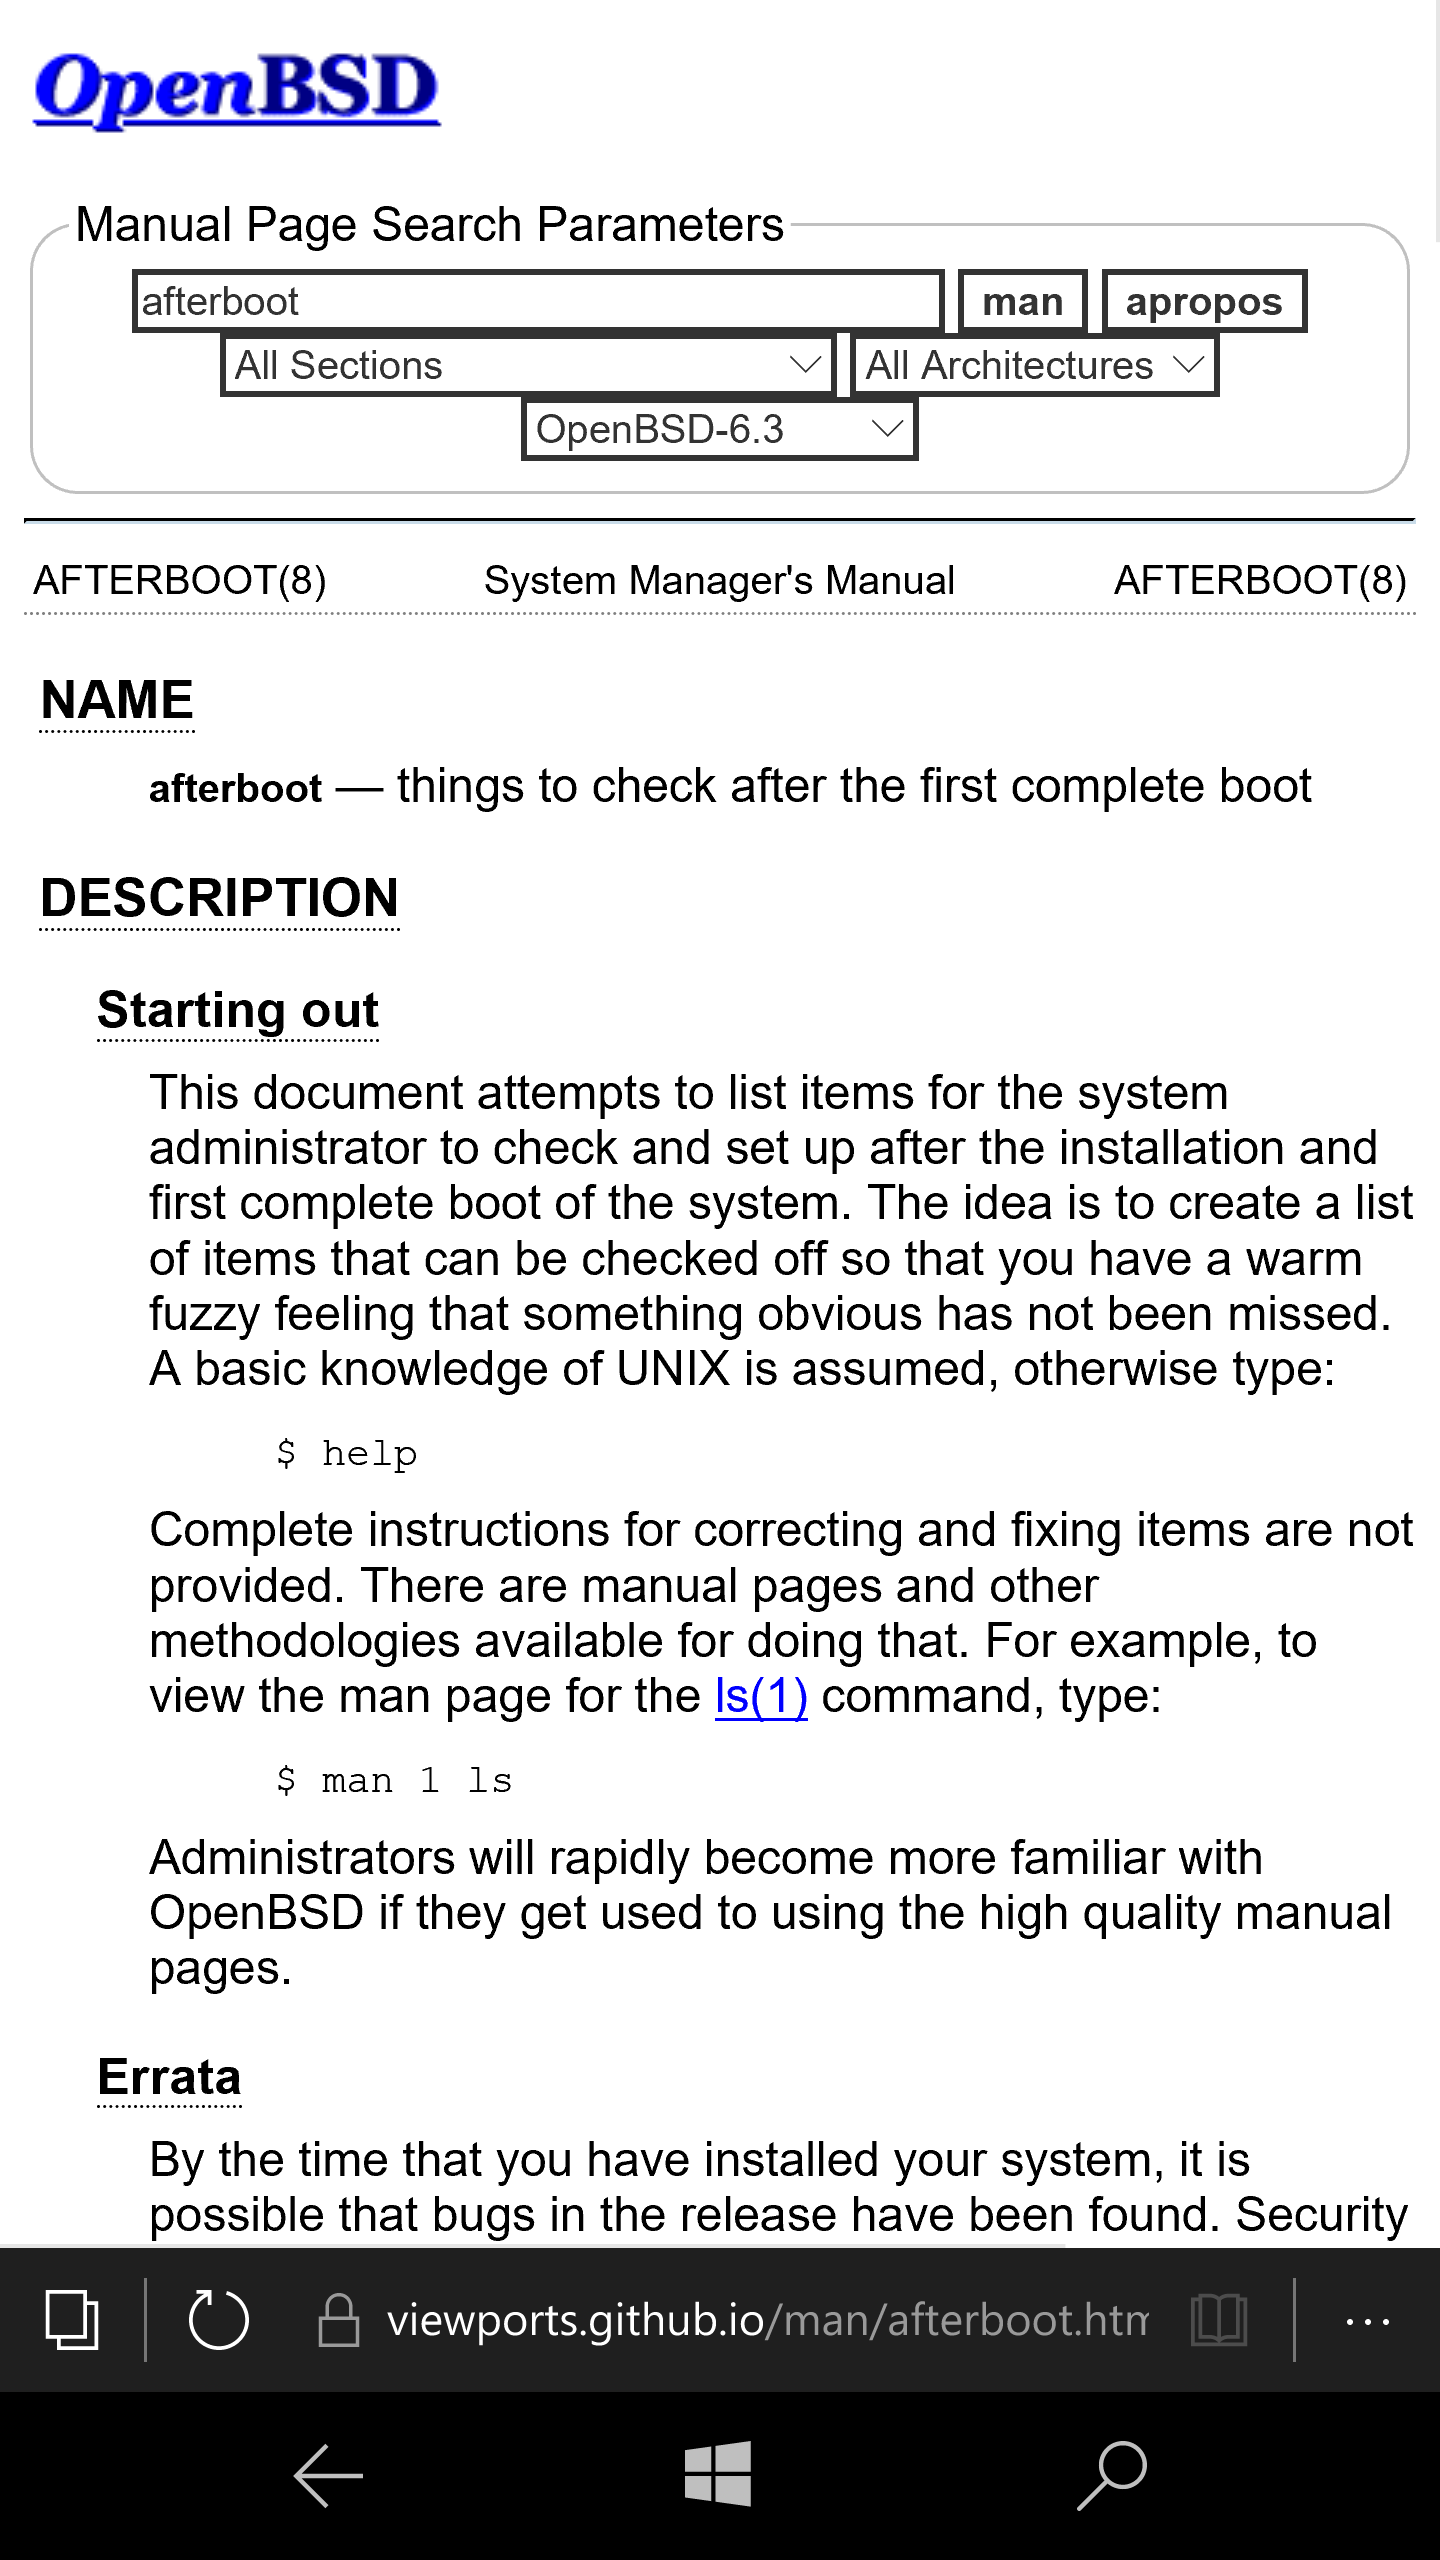 OpenBSD
Manual Page Search Parameters
afterboot man apropos
All Sections All Architectures
OpenBSD-6.3
AFTERBOOT(8) System Manager's Manual AFTERBOOT(8)
NAME
afterboot — things to check after the first complete boot
DESCRIPTION
Starting out
This document attempts to list items for the system
administrator to check and set up after the installation and
first complete boot of the system. The idea is to create a list
of items that can be checked off so that you have a warm
fuzzy feeling that something obvious has not been missed.
A basic knowledge of UNIX is assumed, otherwise type:
$ help
Complete instructions for correcting and fixing items are not
provided. There are manual pages and other
methodologies available for doing that. For example, to
view the man page for the ls(1) command, type:
$ man 1 ls
Administrators will rapidly become more familiar with
OpenBSD if they get used to using the high quality manual
pages.
Errata
By the time that you have installed your system, it is
possible that bugs in the release have been found. Security
viewports.github.io/man/afterboot.htm